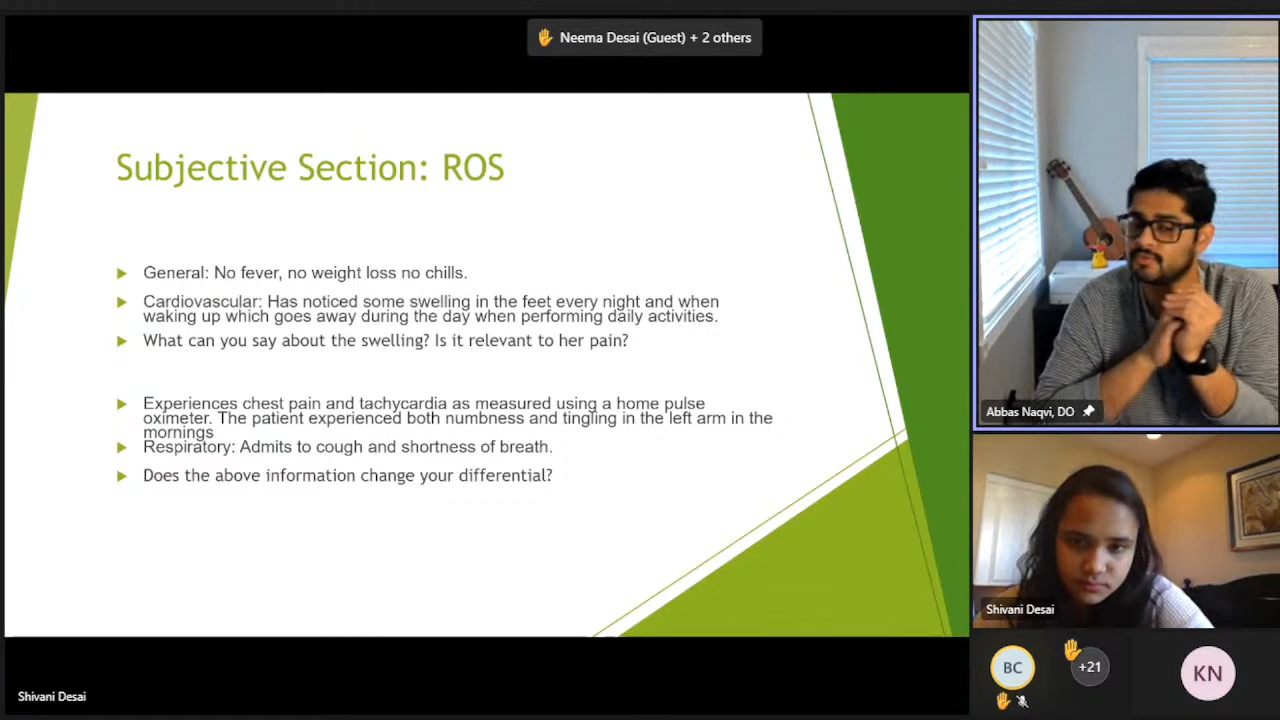 Neema Desai (Guest) + 2 others
Subjective Section: ROS
General: No fever, no weight loss no chills.
Cardiovascular: Has noticed some swelling in the feet every night and when
waking up which goes away during the day when performing daily activities.
What can you say about the swelling? Is it relevant to her pain?
Experiences chest pain and tachycardia as measured using a home pulse
oximeter. The patient experienced both numbness and tingling in the left arm in the
mornings
Respiratory: Admits to cough and shortness of breath.
Does the above information change your differential?
Shivani Desai
Abbas Naqvi, DO
Shivani Desai
BC
+21
KN